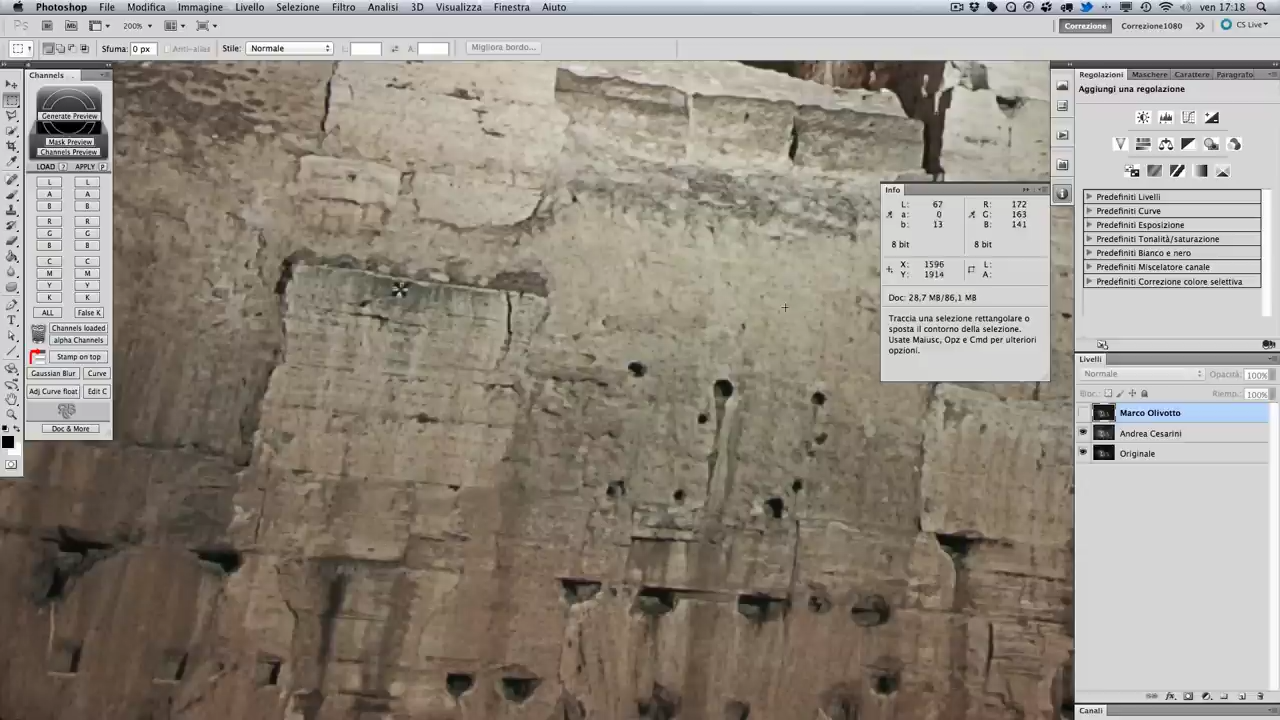 Photoshop File Modifica Immagine Livello Selezione Filtro Analisi 3D Visualizza Finestra Aiuto ven 17:18
Ps Br Mb 200% Correzione Correzione1080 CS Live
Sfuma: 0 px Anti-alias Stile: Normale L: A: Migliora bordo...
Channels
Generate Preview
Mask Preview
Channels Preview
LOAD ? APPLY P
L L
A A
B B
R R
G G
B B
C C
M M
Y Y
K K
ALL False K
Channels loaded
alpha Channels
Stamp on top
Gaussian Blur Curve
Adj Curve float Edit C
Doc & More
Info
L: 67 R: 172
a: 0 G: 163
b: 13 B: 141
8 bit 8 bit
X: 1596 L:
Y: 1914 A:
Doc: 28,7 MB/86,1 MB
Traccia una selezione rettangolare o
sposta il contorno della selezione.
Usate Maiusc, Opz e Cmd per ulteriori
opzioni.
Regolazioni Maschere Carattere Paragrafo
Aggiungi una regolazione
Predefiniti Livelli
Predefiniti Curve
Predefiniti Esposizione
Predefiniti Tonalità/saturazione
Predefiniti Bianco e nero
Predefiniti Miscelatore canale
Predefiniti Correzione colore selettiva
Livelli
Normale Opacità: 100%
Bloc.: Riemp.: 100%
Marco Olivotto
Andrea Cesarini
Originale
Canali